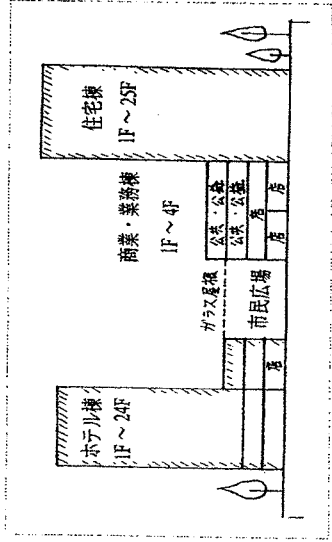 ホテル棟
1F～24F
商業・業務棟
1F～4F
住宅棟
1F～25F
ガラス屋根
市民広場
公共・公益
公共・公益
店
店
店
店